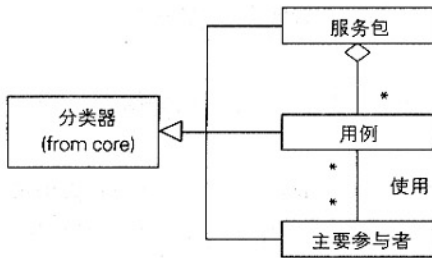 服务包
*
分类器
(from core)
用例
*
使用
*
主要参与者